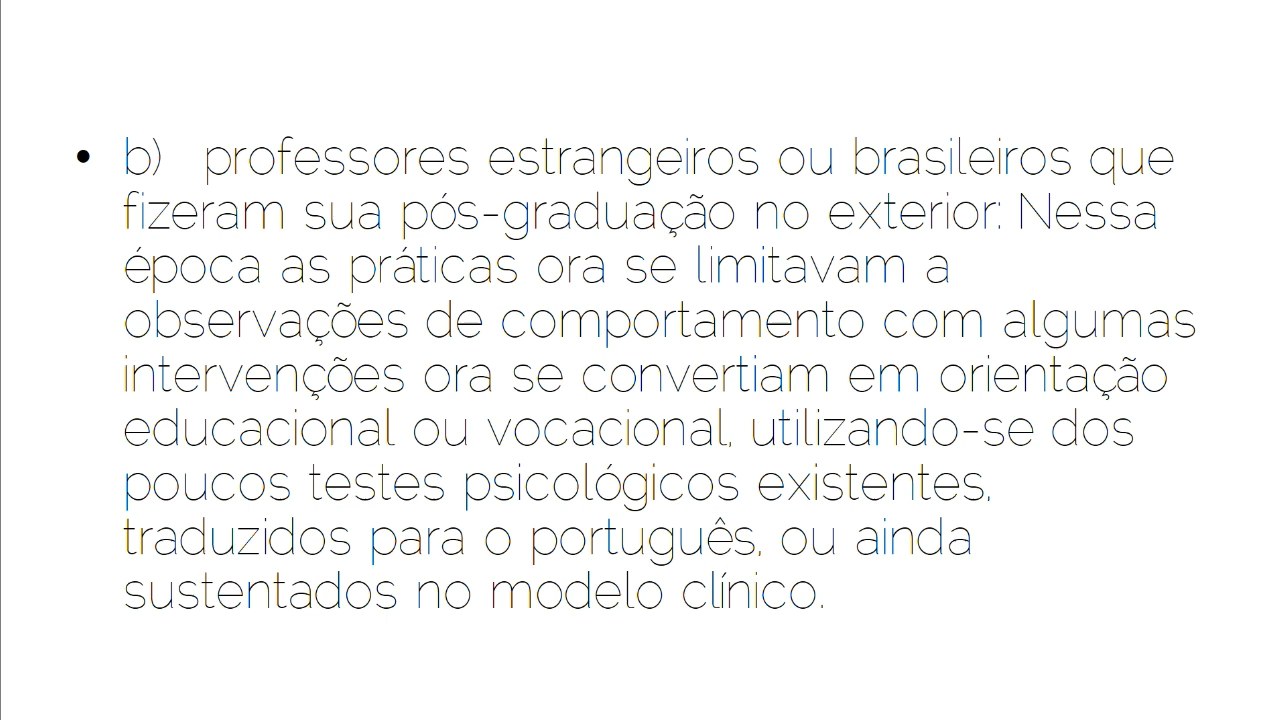 • b) professores estrangeiros ou brasileiros que
fizeram sua pós-graduação no exterior: Nessa
época as práticas ora se limitavam a
observações de comportamento com algumas
intervenções ora se convertiam em orientação
educacional ou vocacional, utilizando-se dos
poucos testes psicológicos existentes,
traduzidos para o português, ou ainda
sustentados no modelo clínico.